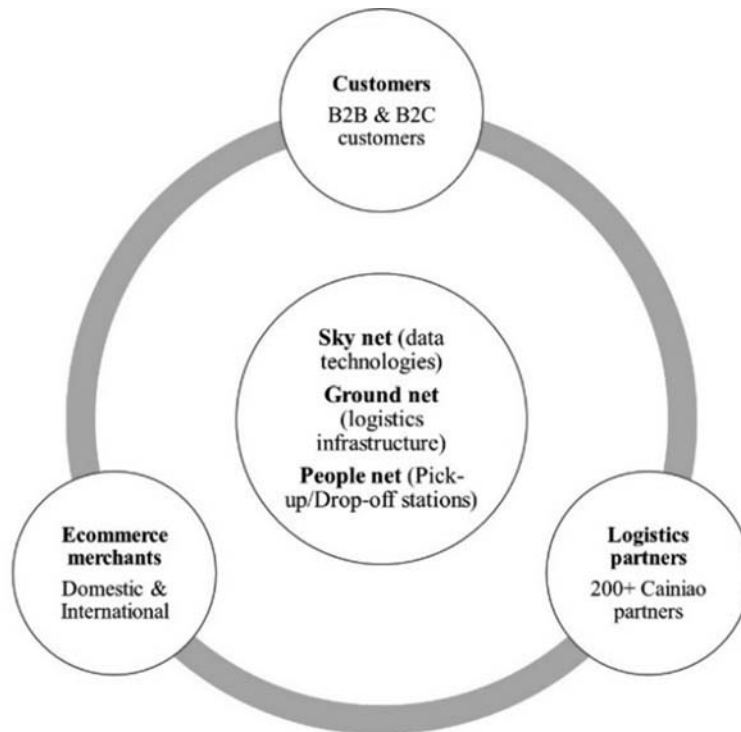 Customers
B2B & B2C
customers
Sky net (data
technologies)
Ground net
(logistics
infrastructure)
People net (Pick-
up/Drop-off stations)
Ecommerce
merchants
Domestic &
International
Logistics
partners
200+ Cainiao
partners